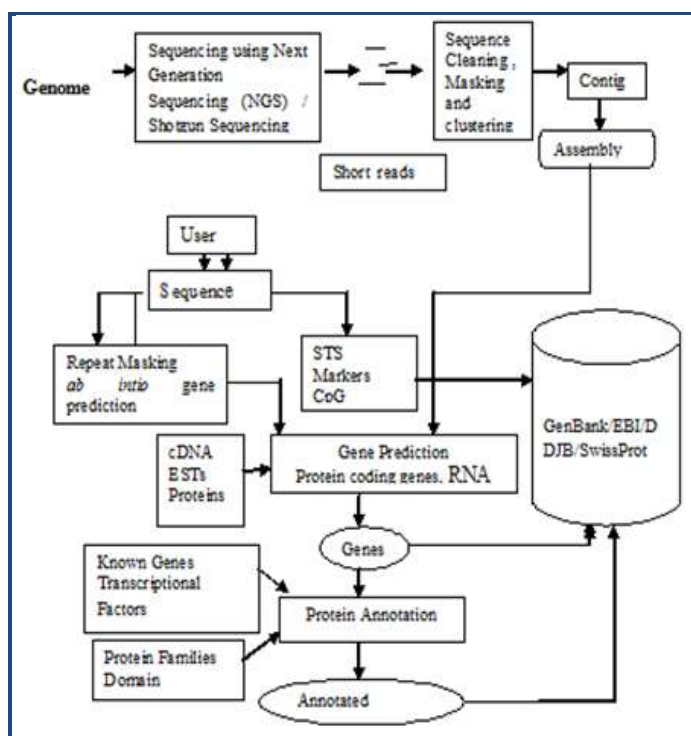 Genome
Sequencing using Next
Generation
Sequencing (NGS) /
Shotgun Sequencing
Sequence
Cleaning ,
Masking
and
clustering
Contig
Assembly
Short reads
User
Sequence
Repeat Masking
ab intio gene
prediction
STS
Markers
CpG
GenBank/EBI/D
DJB/SwissProt
cDNA
ESTs
Proteins
Gene Prediction
Protein coding genes, RNA
Genes
Known Genes
Transcriptional
Factors
Protein Annotation
Protein Families
Domain
Annotated